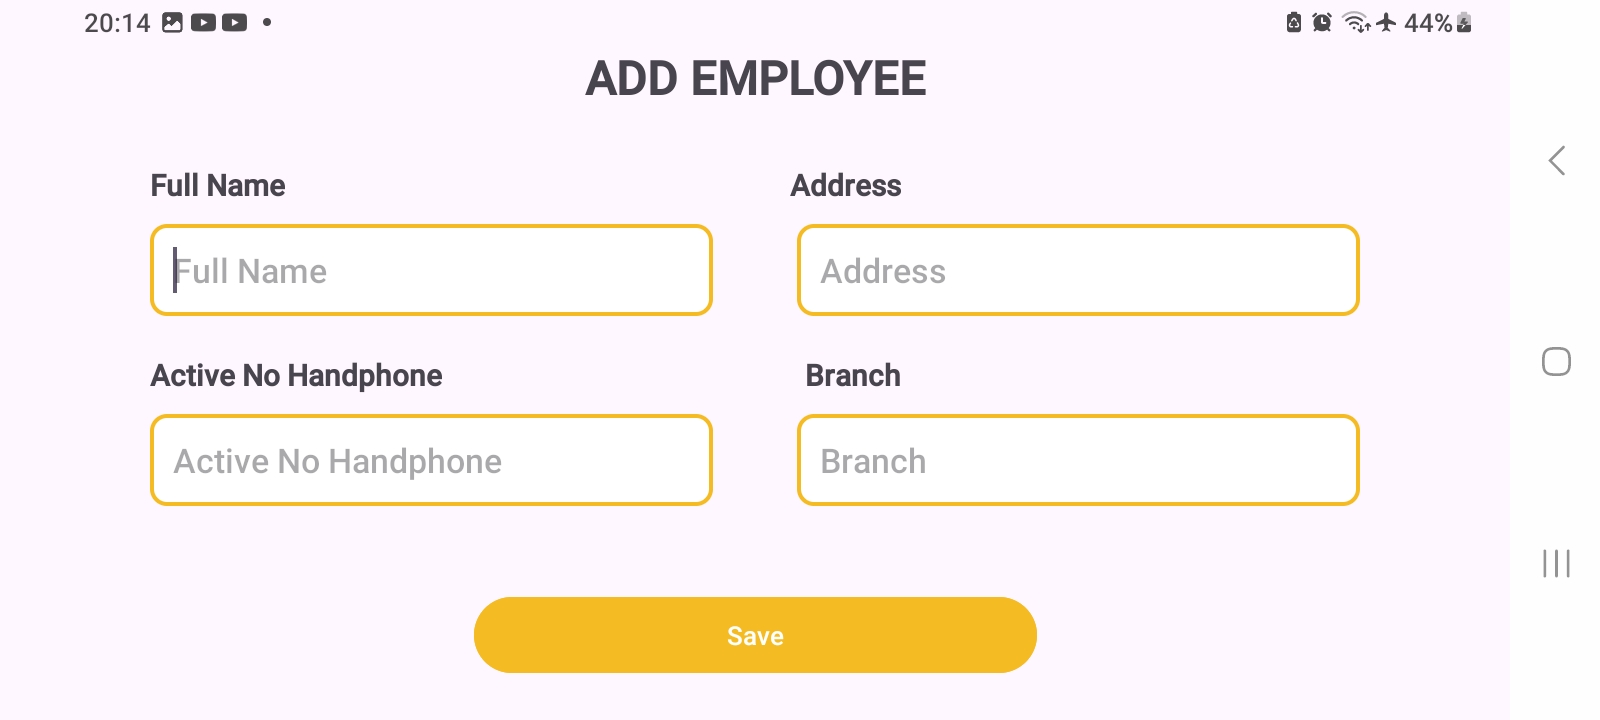 20:14 44%
ADD EMPLOYEE
Full Name Address
Full Name Address
Active No Handphone Branch
Active No Handphone Branch
Save